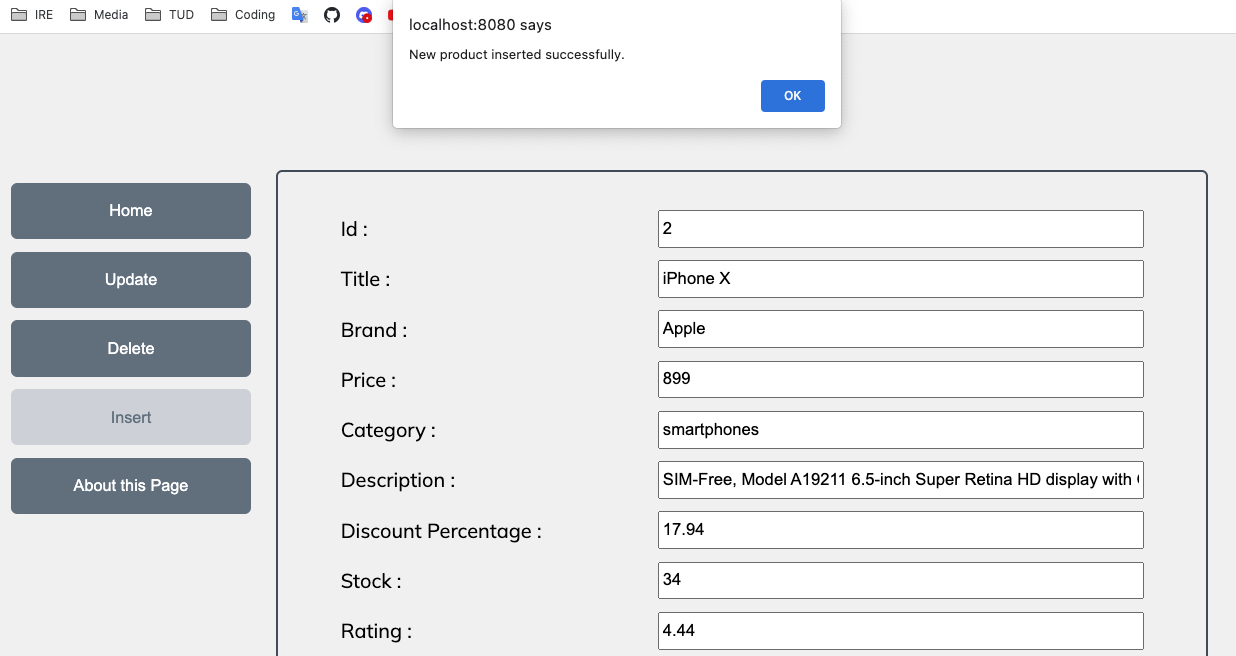 IRE Media TUD Coding
localhost:8080 says
New product inserted successfully.
OK
Home
Update
Delete
Insert
About this Page
Id : 2
Title : iPhone X
Brand : Apple
Price : 899
Category : smartphones
Description : SIM-Free, Model A19211 6.5-inch Super Retina HD display with
Discount Percentage : 17.94
Stock : 34
Rating : 4.44